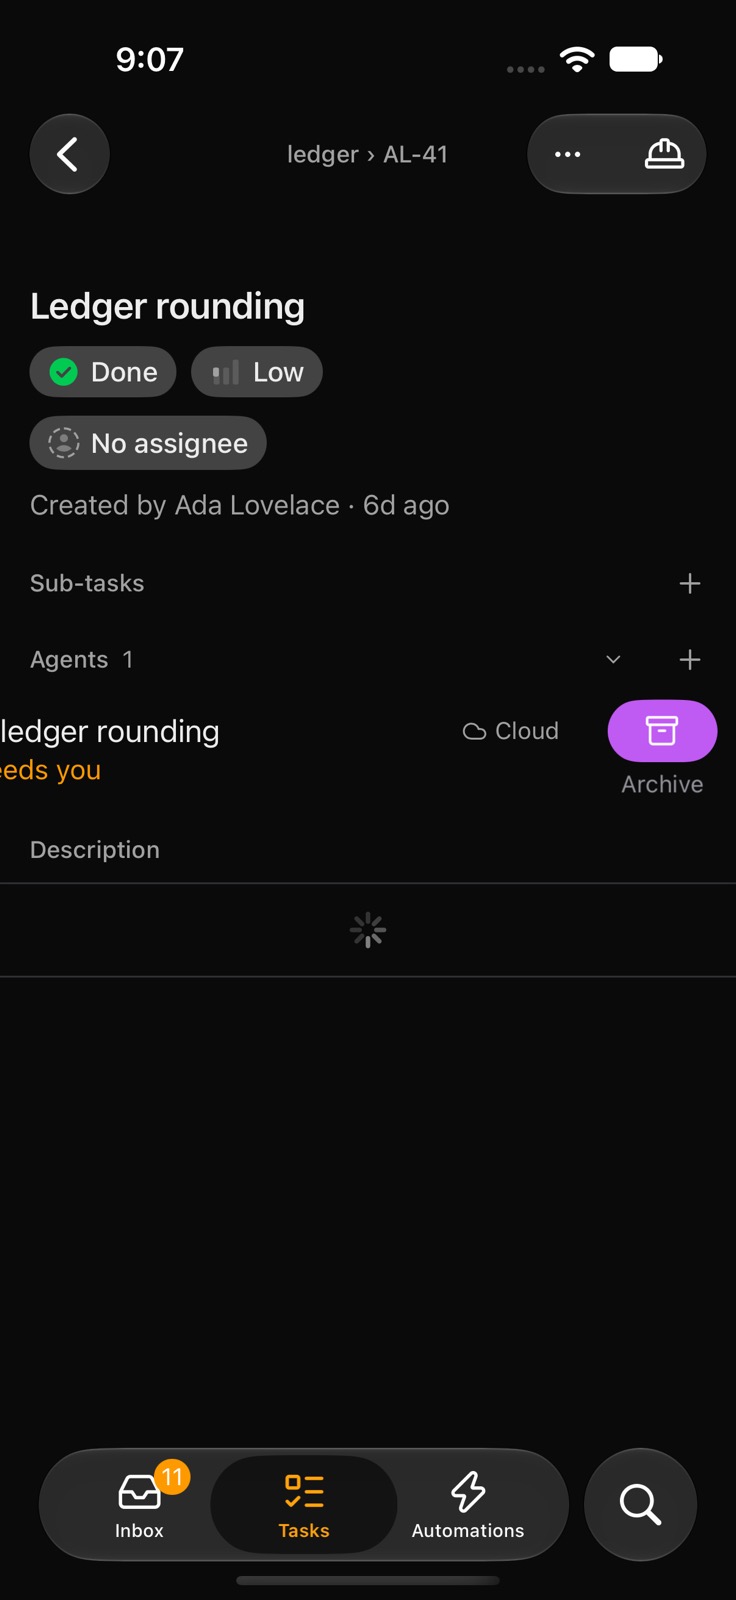 9:07
ledger › AL-41
Ledger rounding
Done
Low
No assignee
Created by Ada Lovelace · 6d ago
Sub-tasks
Agents 1
ledger rounding
Cloud
eeds you
Archive
Description
11
Inbox
Tasks
Automations